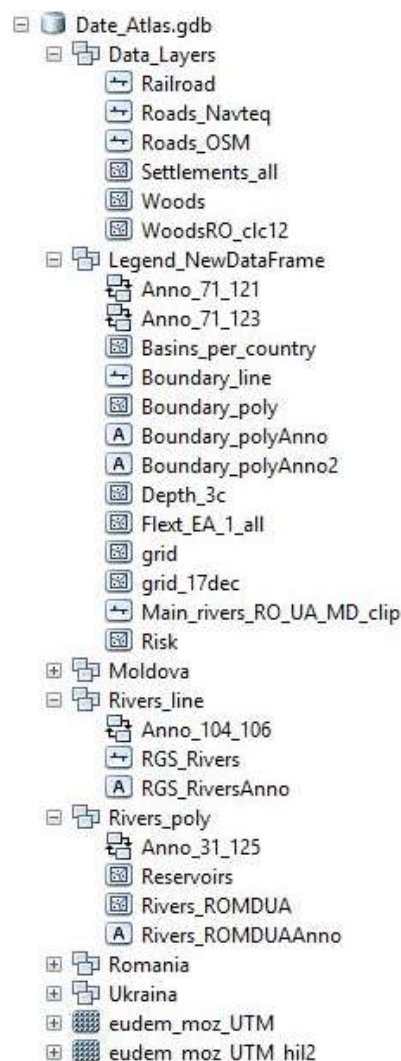 Date_Atlas.gdb
Data_Layers
Railroad
Roads_Navteq
Roads_OSM
Settlements_all
Woods
WoodsRO_clc12
Legend_NewDataFrame
Anno_71_121
Anno_71_123
Basins_per_country
Boundary_line
Boundary_poly
A Boundary_polyAnno
A Boundary_polyAnno2
Depth_3c
Flext_EA_1_all
grid
grid_17dec
Main_rivers_RO_UA_MD_clip
Risk
Moldova
Rivers_line
Anno_104_106
RGS_Rivers
A RGS_RiversAnno
Rivers_poly
Anno_31_125
Reservoirs
Rivers_ROMDUA
A Rivers_ROMDUAAnno
Romania
Ukraina
eudem_moz_UTM
eudem_moz_UTM_hil2